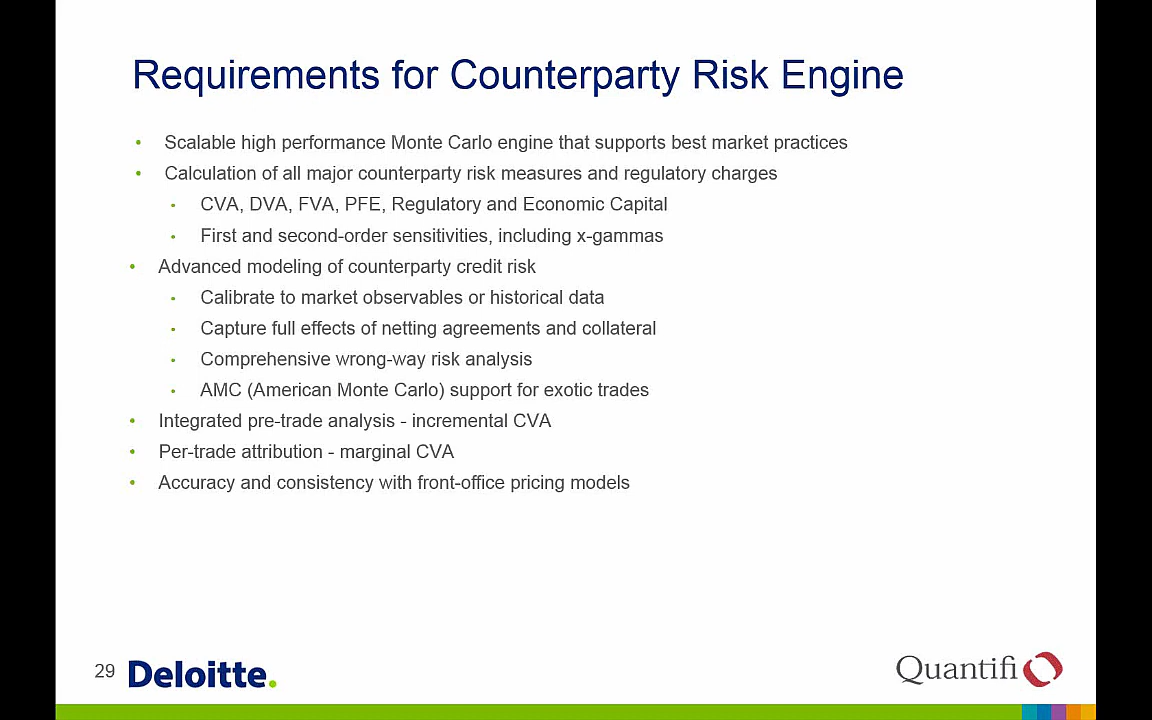 Requirements for Counterparty Risk Engine
• Scalable high performance Monte Carlo engine that supports best market practices
• Calculation of all major counterparty risk measures and regulatory charges
• CVA, DVA, FVA, PFE, Regulatory and Economic Capital
• First and second-order sensitivities, including x-gammas
• Advanced modeling of counterparty credit risk
• Calibrate to market observables or historical data
• Capture full effects of netting agreements and collateral
• Comprehensive wrong-way risk analysis
• AMC (American Monte Carlo) support for exotic trades
• Integrated pre-trade analysis - incremental CVA
• Per-trade attribution - marginal CVA
• Accuracy and consistency with front-office pricing models
29 Deloitte. Quantifi